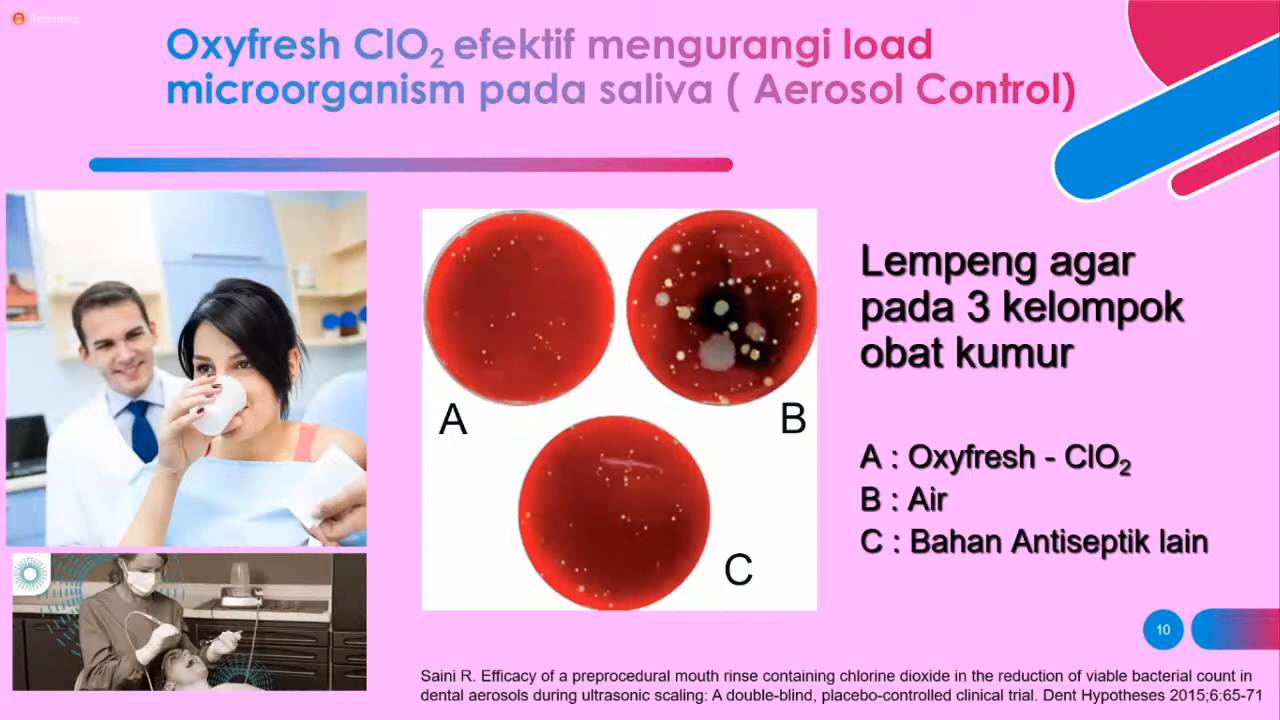 Recording
Oxyfresh ClO₂ efektif mengurangi load
microorganism pada saliva ( Aerosol Control)
A
B
C
Lempeng agar
pada 3 kelompok
obat kumur
A : Oxyfresh - ClO₂
B : Air
C : Bahan Antiseptik lain
10
Saini R. Efficacy of a preprocedural mouth rinse containing chlorine dioxide in the reduction of viable bacterial count in
dental aerosols during ultrasonic scaling: A double-blind, placebo-controlled clinical trial. Dent Hypotheses 2015;6:65-71